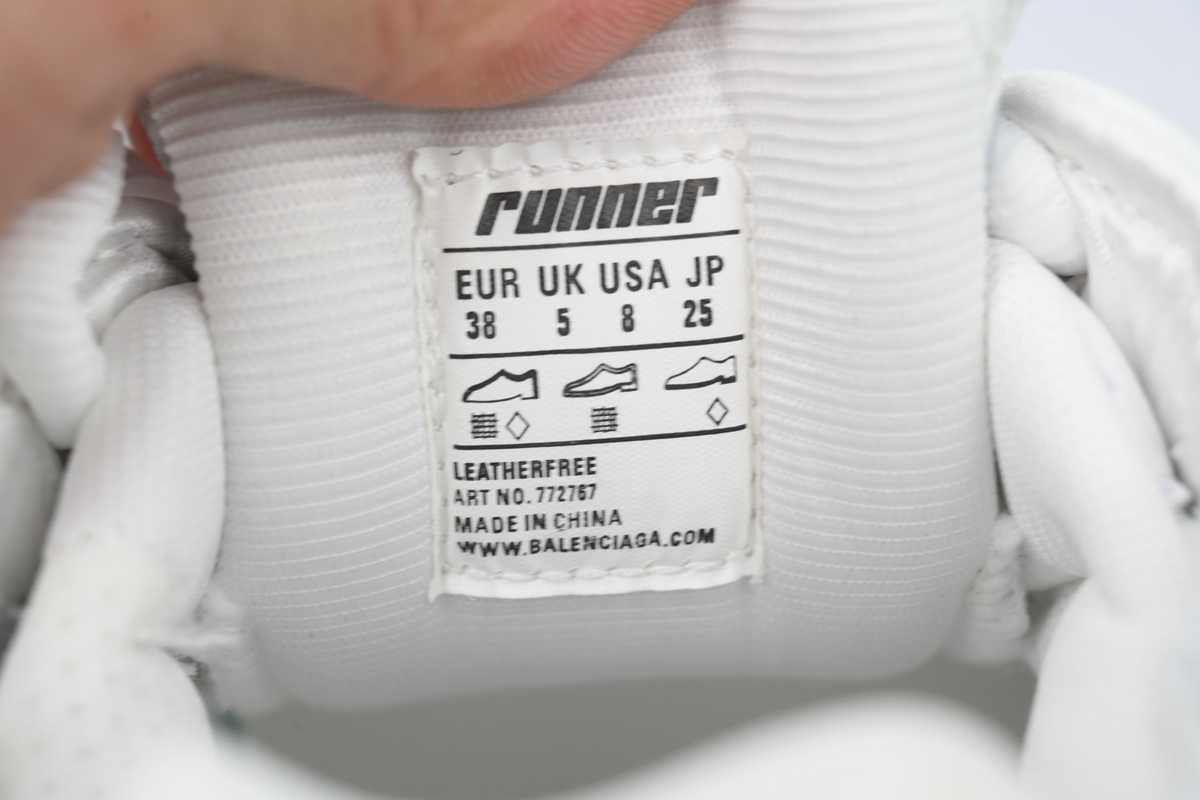 runner
EUR UK USA JP
38 5 8 25
LEATHERFREE
ART NO. 772767
MADE IN CHINA
WWW.BALENCIAGA.COM